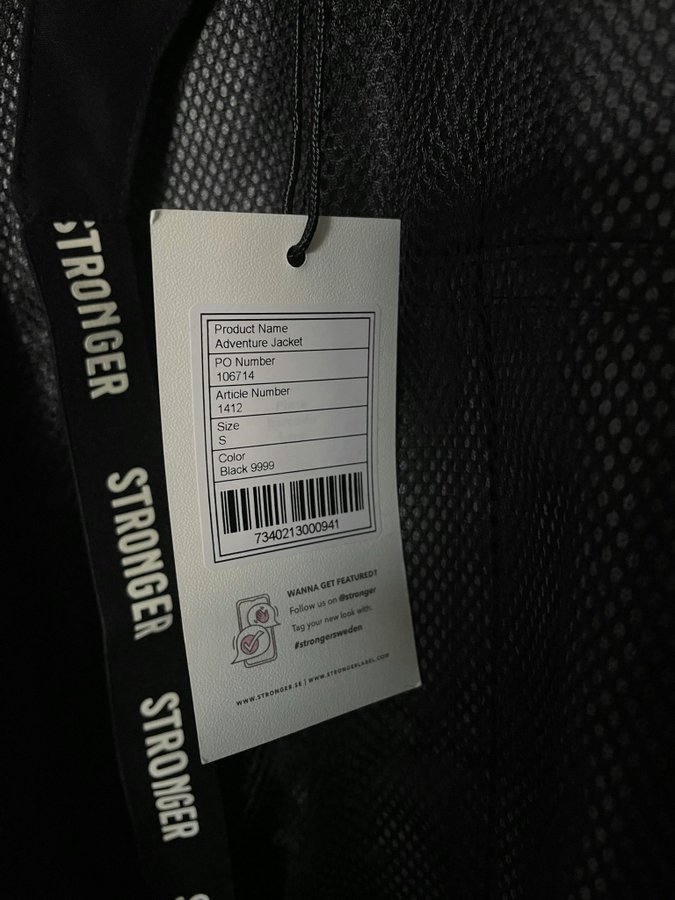 STRONGER
STRONGER
STRONGER
Product Name
Adventure Jacket
PO Number
106714
Article Number
1412
Size
S
Color
Black 9999
7340213000941
WANNA GET FEATURED?
Follow us on @stronger
Tag your new look with:
#strongersweden
WWW.STRONGER.SE | WWW.STRONGERLABEL.COM